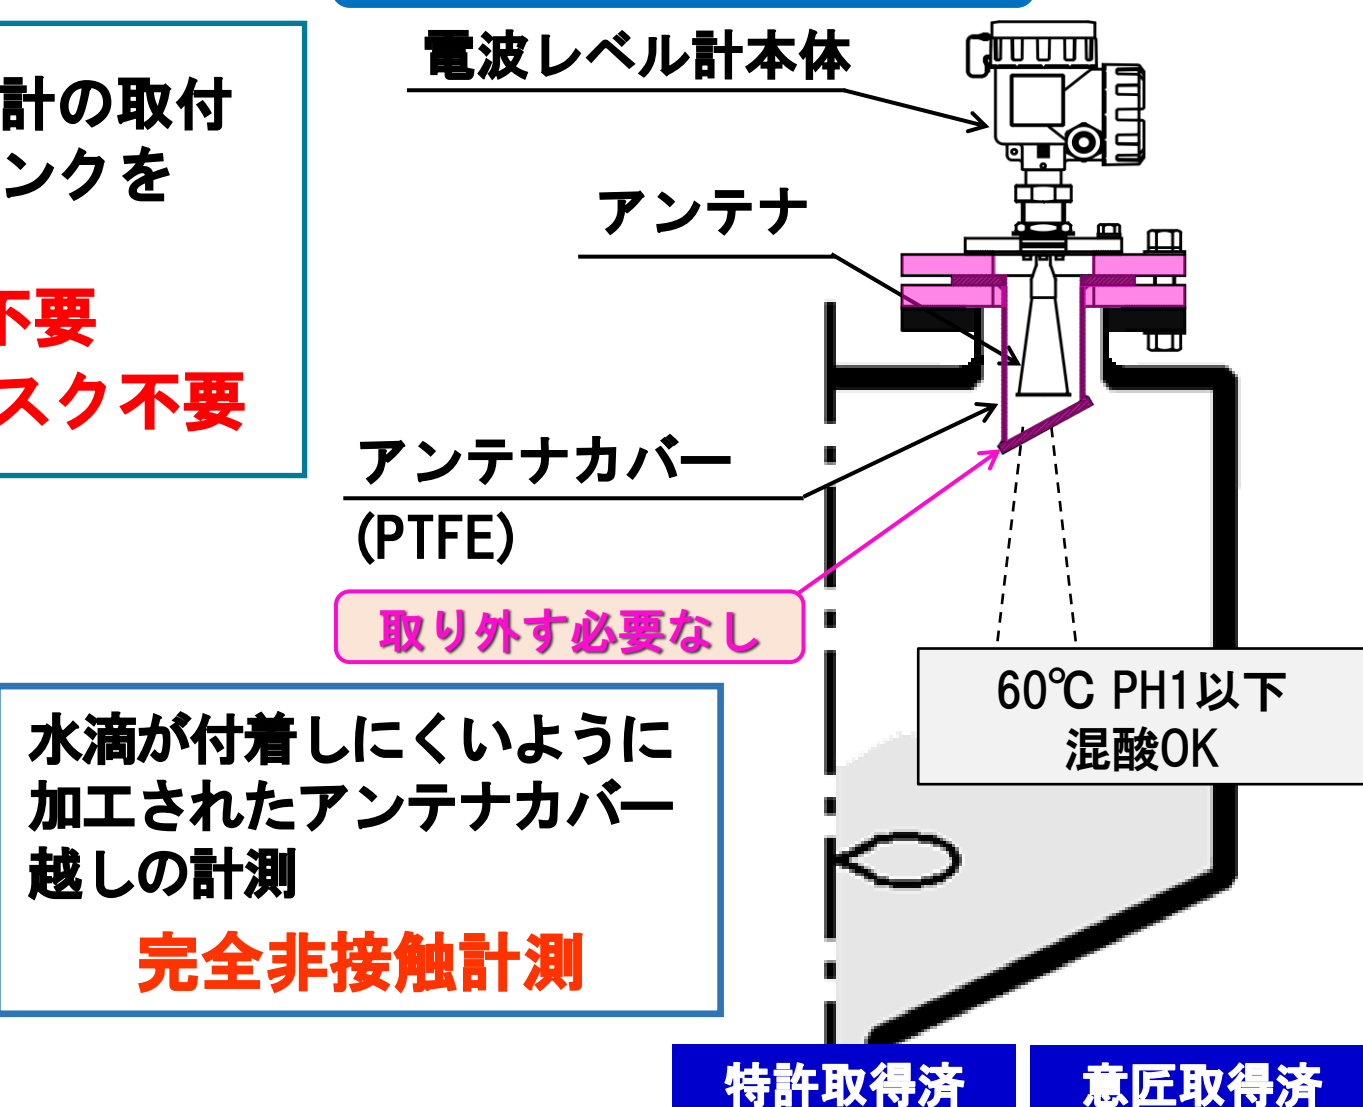 電波レベル計本体
計の取付
ンクを
不要
スク不要
アンテナ
アンテナカバー
(PTFE)
取り外す必要なし
60℃ PH1以下
混酸OK
水滴が付着しにくいように
加工されたアンテナカバー
越しの計測
完全非接触計測
特許取得済
意匠取得済